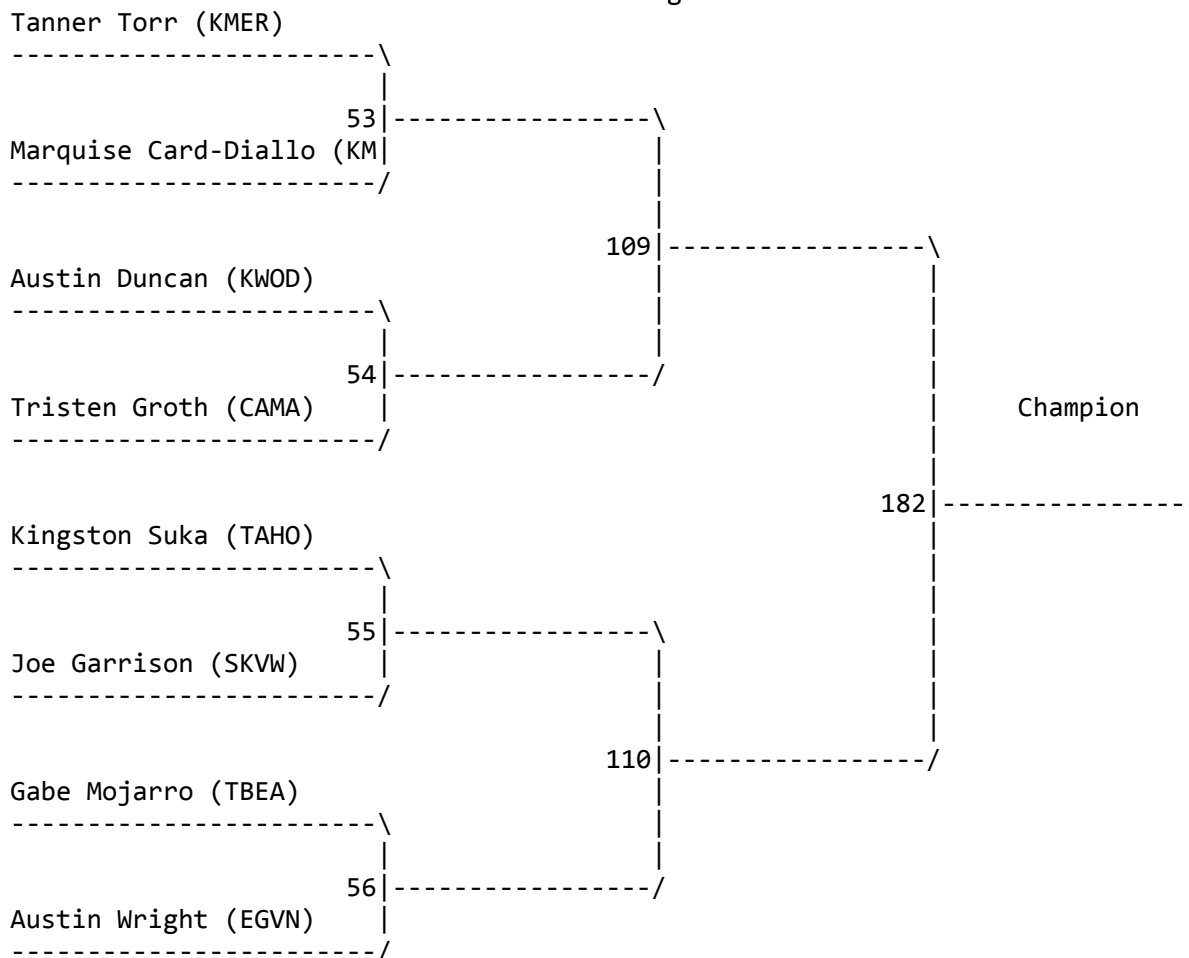 Tanner Torr (KMER)
------------------------\
|
53|-----------------\
Marquise Card-Diallo (KM| |
------------------------/ |
|
109|-----------------\
Austin Duncan (KWOD) | |
------------------------\ | |
| | |
54|-----------------/ |
Tristen Groth (CAMA) | | Champion
------------------------/ |
|
182|----------------
Kingston Suka (TAHO) |
------------------------\ |
| |
55|-----------------\ |
Joe Garrison (SKVW) | | |
------------------------/ | |
| |
110|-----------------/
Gabe Mojarro (TBEA) |
------------------------\ |
| |
56|-----------------/
Austin Wright (EGVN) |
------------------------/